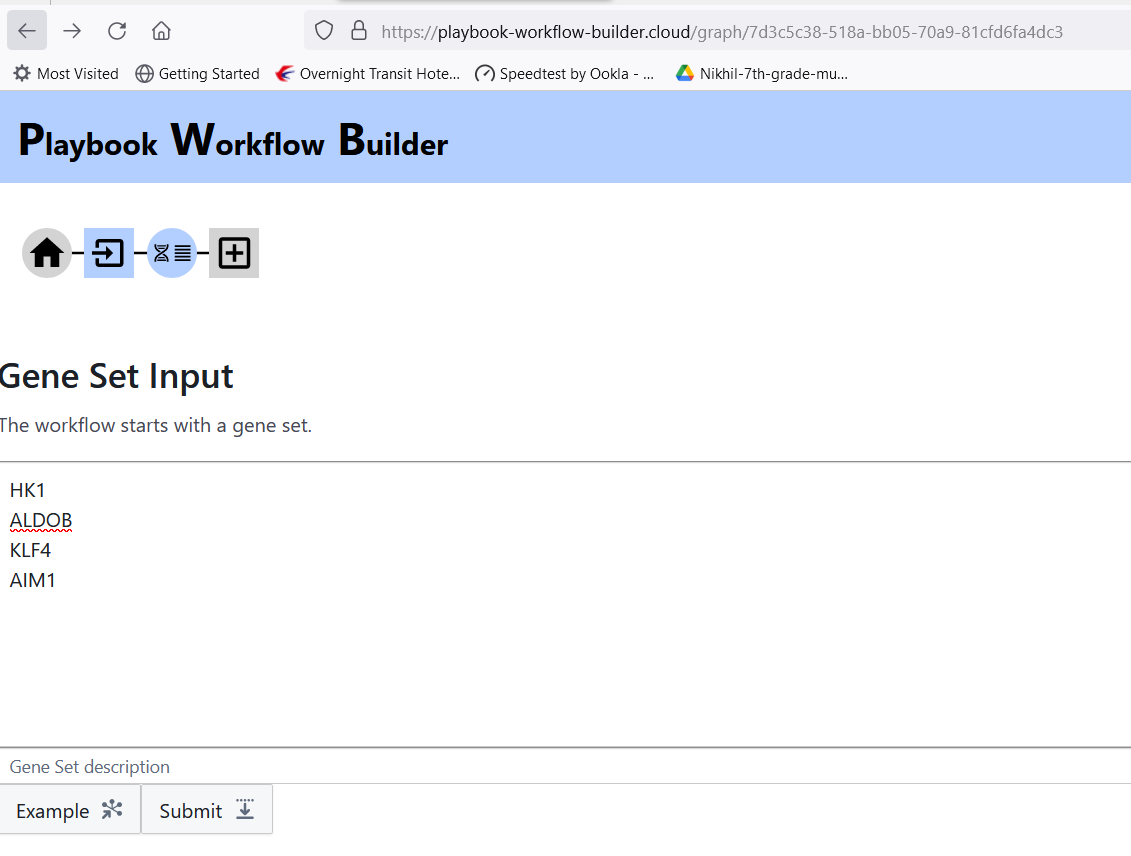 https://playbook-workflow-builder.cloud/graph/7d3c5c38-518a-bb05-70a9-81cfd6fa4dc3
Most Visited Getting Started Overnight Transit Hote... Speedtest by Ookla - ... Nikhil-7th-grade-mu...
Playbook Workflow Builder
Gene Set Input
The workflow starts with a gene set.
HK1
ALDOB
KLF4
AIM1
Gene Set description
Example Submit